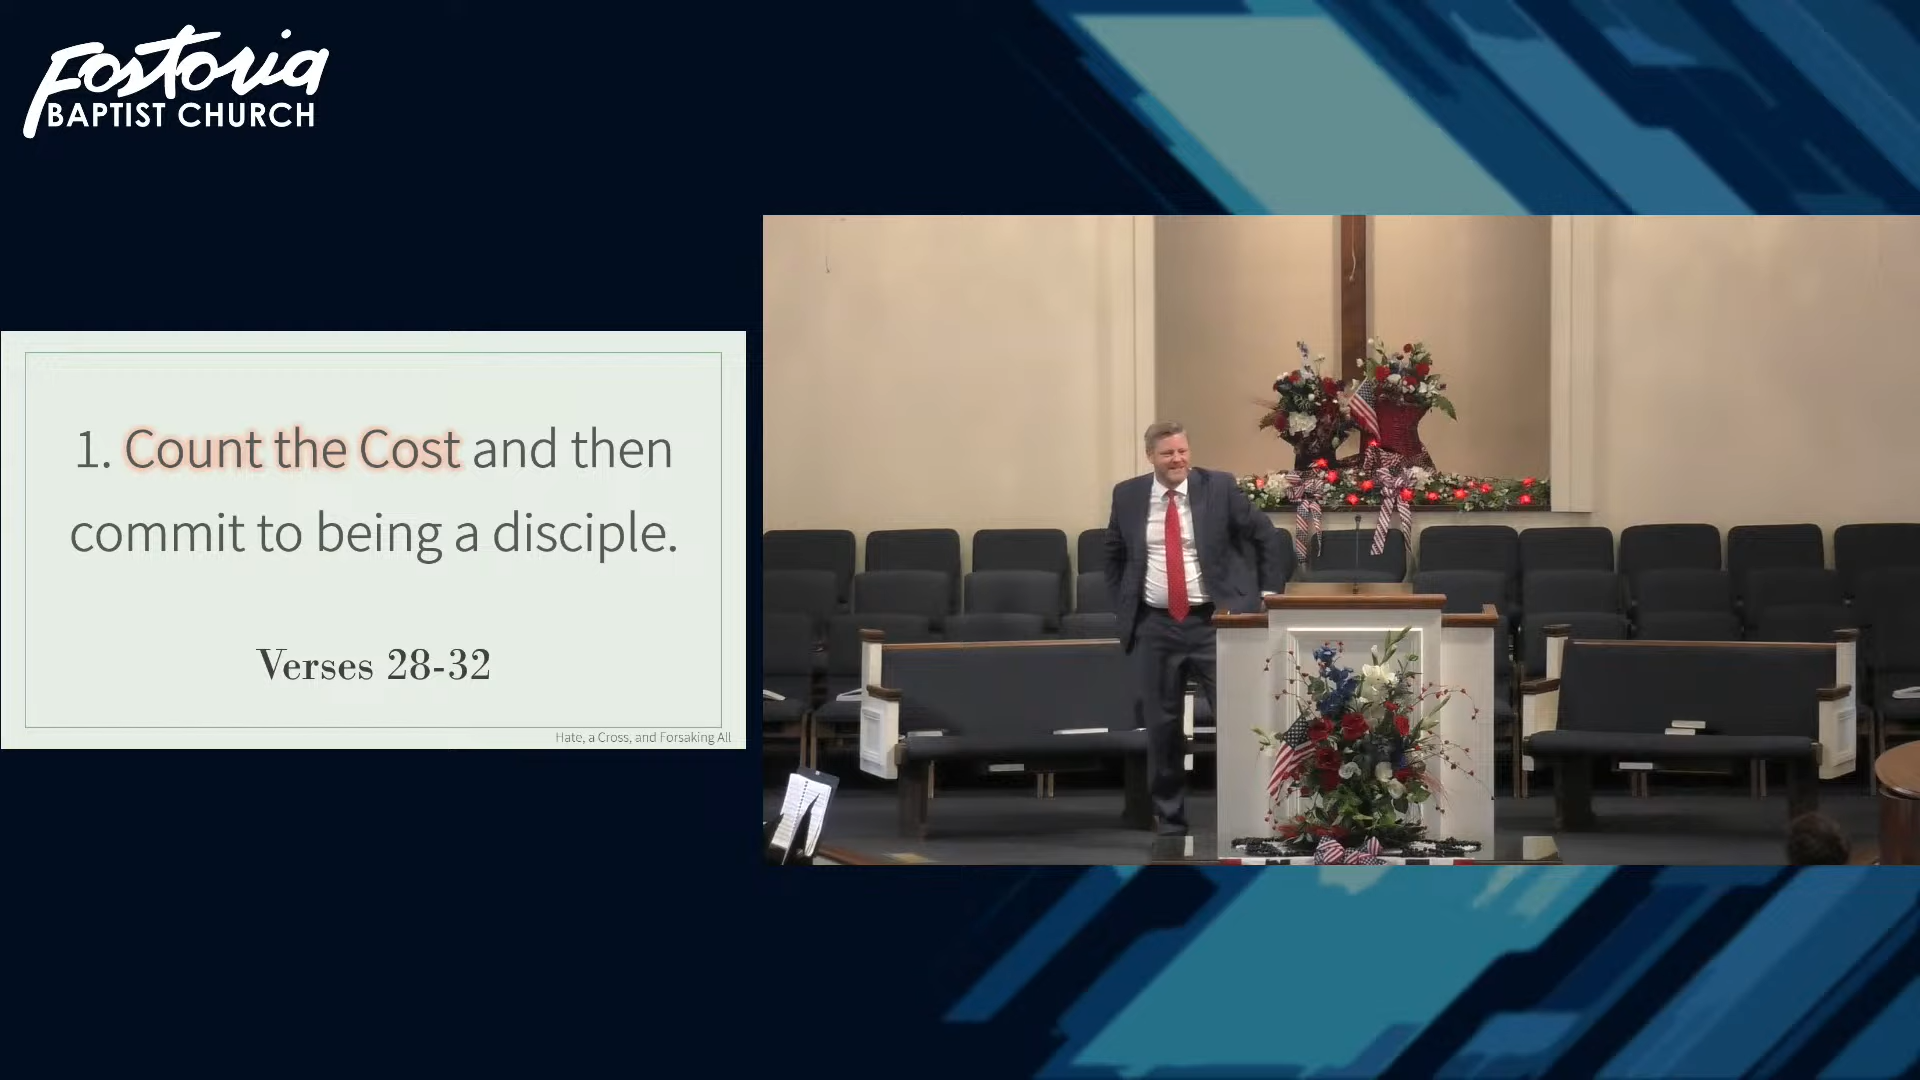 Fostoria
BAPTIST CHURCH
1. Count the Cost and then
commit to being a disciple.
Verses 28-32
Hate, a Cross, and Forsaking All